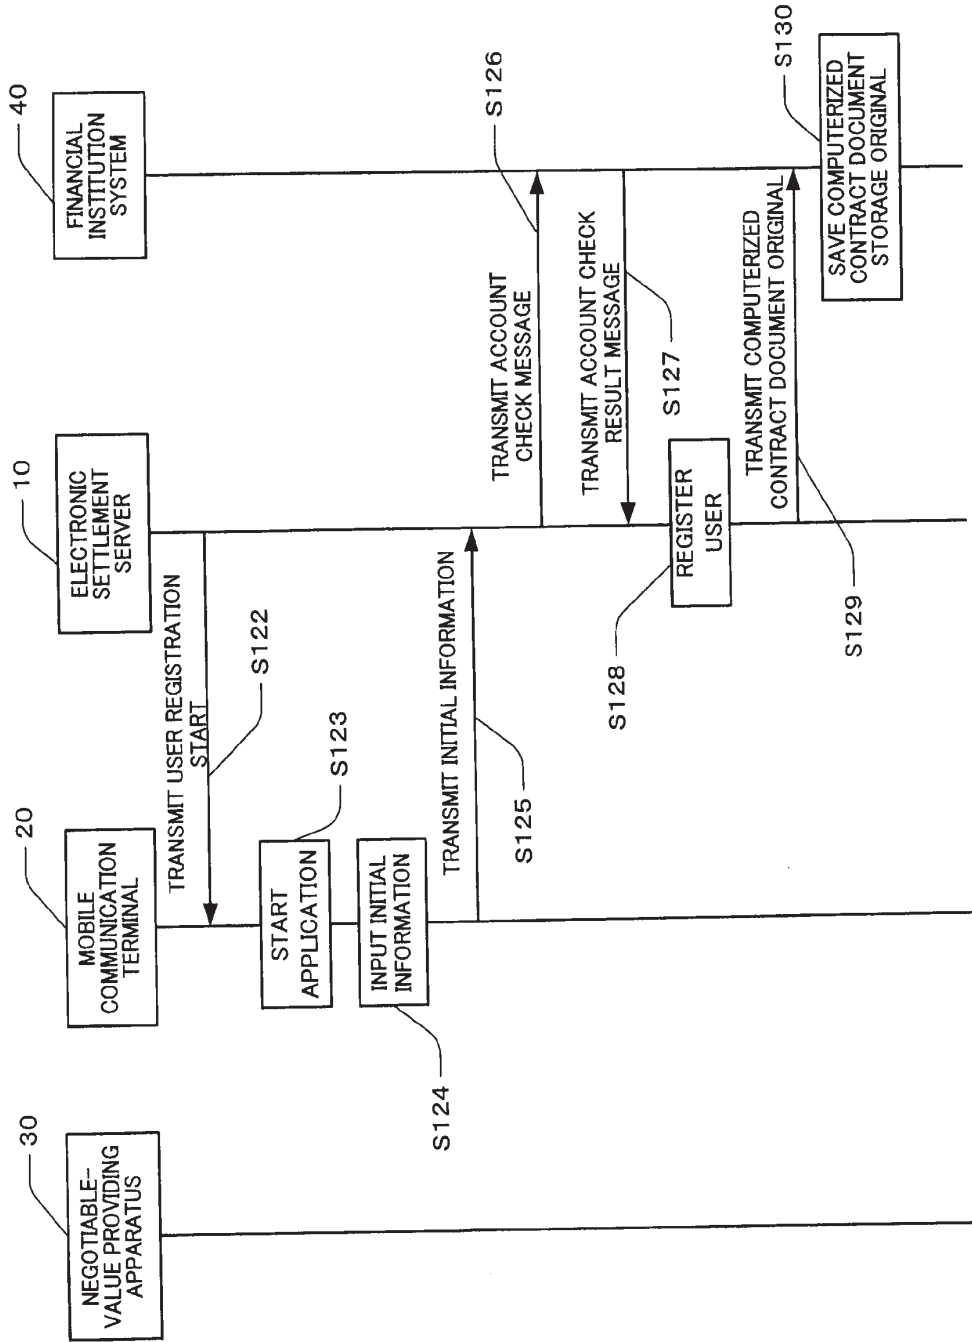 30
NEGOTIABLE-
VALUE PROVIDING
APPARATUS
20
MOBILE
COMMUNICATION
TERMINAL
10
ELECTRONIC
SETTLEMENT
SERVER
40
FINANCIAL
INSTITUTION
SYSTEM
TRANSMIT USER REGISTRATION
START
S122
START
APPLICATION
S123
INPUT INITIAL
INFORMATION
S124
TRANSMIT INITIAL INFORMATION
S125
TRANSMIT ACCOUNT
CHECK MESSAGE
S126
TRANSMIT ACCOUNT CHECK
RESULT MESSAGE
S127
REGISTER
USER
S128
TRANSMIT COMPUTERIZED
CONTRACT DOCUMENT ORIGINAL
S129
SAVE COMPUTERIZED
CONTRACT DOCUMENT
STORAGE ORIGINAL
S130